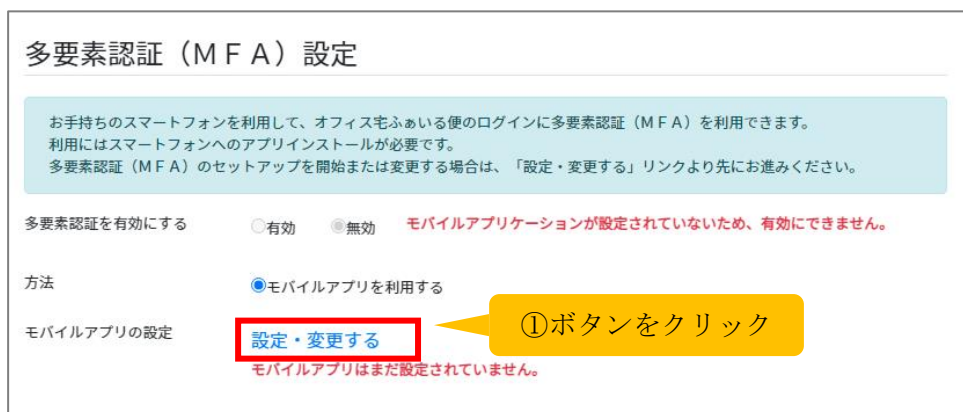 多要素認証（ＭＦＡ）設定
お手持ちのスマートフォンを利用して、オフィス宅ふぁいる便のログインに多要素認証（ＭＦＡ）を利用できます。
利用にはスマートフォンへのアプリインストールが必要です。
多要素認証（ＭＦＡ）のセットアップを開始または変更する場合は、「設定・変更する」リンクより先にお進みください。
多要素認証を有効にする 有効 無効 モバイルアプリケーションが設定されていないため、有効にできません。
方法 モバイルアプリを利用する
モバイルアプリの設定 設定・変更する ①ボタンをクリック
モバイルアプリはまだ設定されていません。